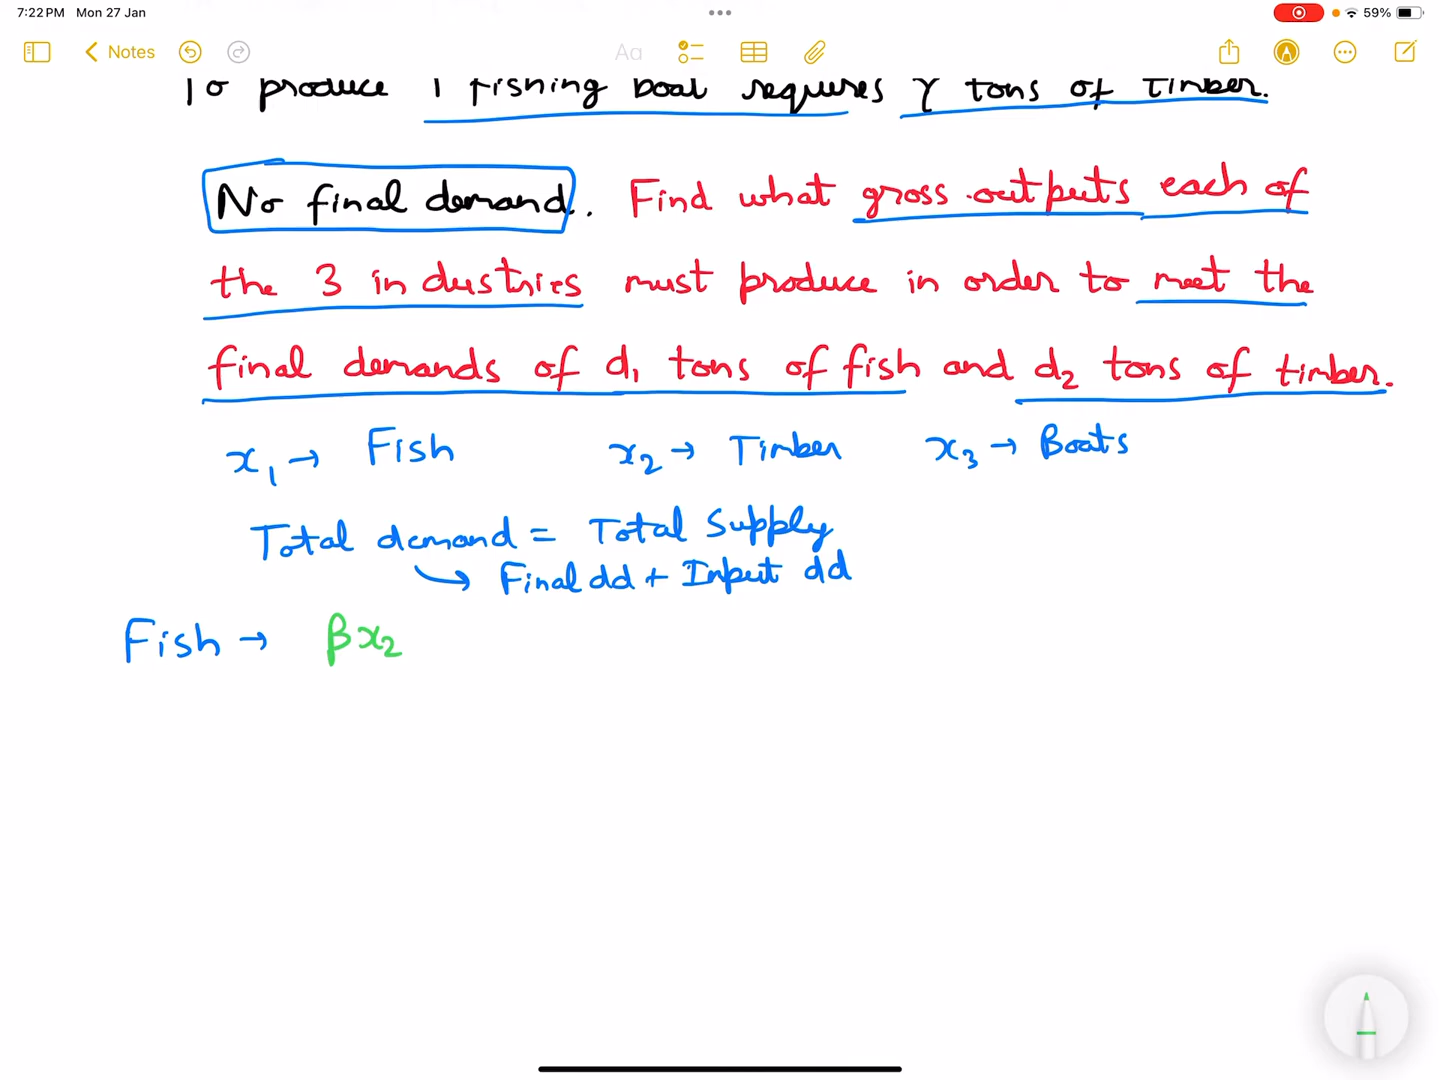 7:22 PM Mon 27 Jan
59%
Notes
Aa
To produce 1 fishing boat requires γ tons of Timber.
No final demand. Find what gross outputs each of
the 3 industries must produce in order to meet the
final demands of d₁ tons of fish and d₂ tons of timber.
x₁ → Fish x₂ → Timber x₃ → Boats
Total demand = Total Supply
↳ Final dd + Input dd
Fish → βx₂